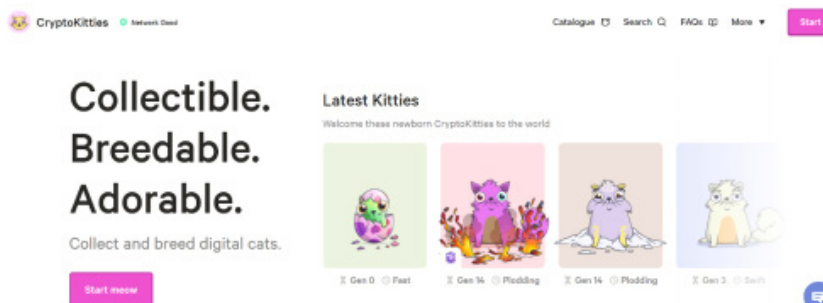 CryptoKitties
Network Good
Catalogue Search FAQs More ▼
Start
Collectible.
Breedable.
Adorable.
Collect and breed digital cats.
Start meow
Latest Kitties
Welcome these newborn CryptoKitties to the world
Gen 0 Fast
Gen 14 Plodding
Gen 14 Plodding
Gen 3 Swift